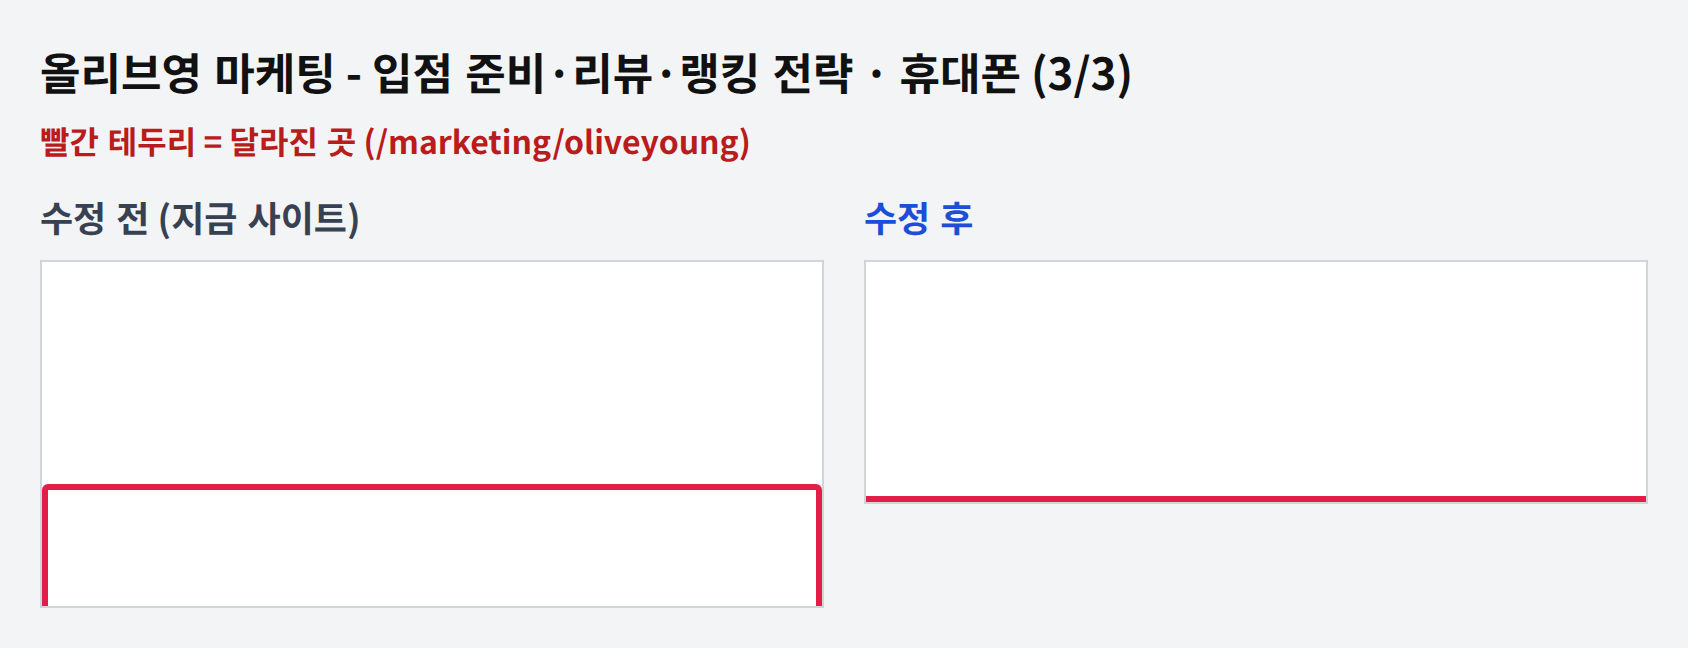 올리브영 마케팅 - 입점 준비·리뷰·랭킹 전략 · 휴대폰 (3/3)
빨간 테두리 = 달라진 곳 (/marketing/oliveyoung)
수정 전 (지금 사이트)
수정 후